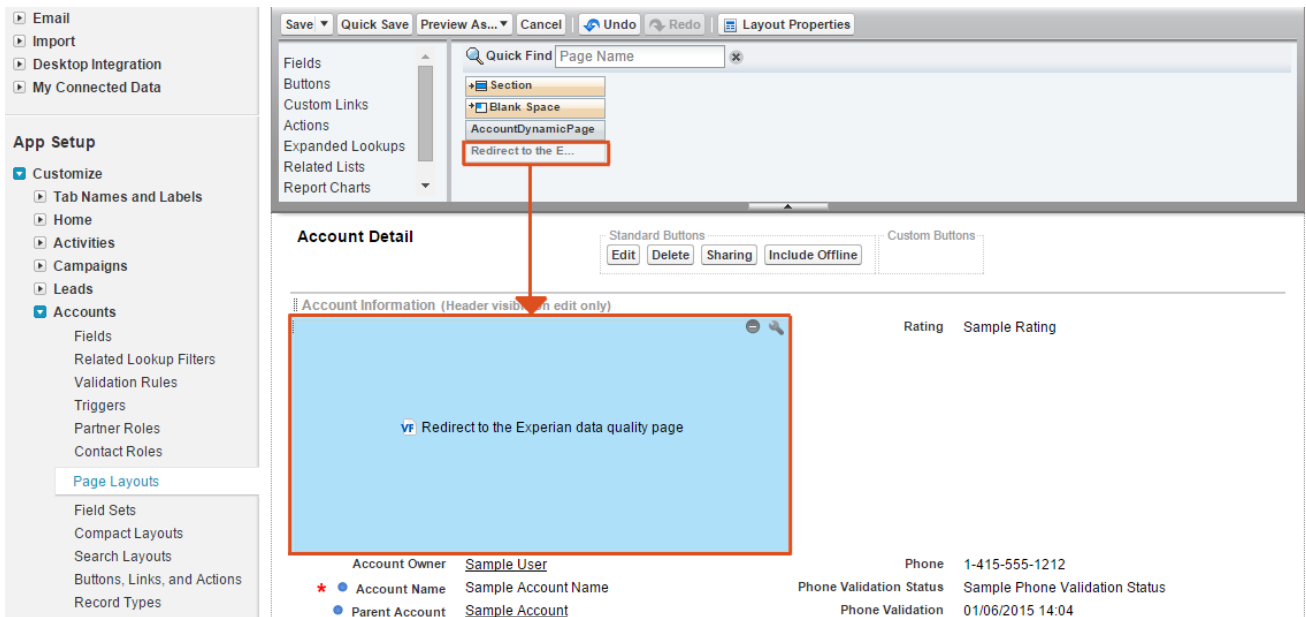 Email
Import
Desktop Integration
My Connected Data
App Setup
Customize
Tab Names and Labels
Home
Activities
Campaigns
Leads
Accounts
Fields
Related Lookup Filters
Validation Rules
Triggers
Partner Roles
Contact Roles
Page Layouts
Field Sets
Compact Layouts
Search Layouts
Buttons, Links, and Actions
Record Types
Save Quick Save Preview As... Cancel Undo Redo Layout Properties
Fields
Buttons
Custom Links
Actions
Expanded Lookups
Related Lists
Report Charts
Quick Find Page Name
Section
Blank Space
AccountDynamicPage
Redirect to the E...
Account Detail
Standard Buttons
Edit Delete Sharing Include Offline
Custom Buttons
Account Information (Header visible on edit only)
VF Redirect to the Experian data quality page
Rating Sample Rating
Account Owner Sample User
* Account Name Sample Account Name
Parent Account Sample Account
Phone 1-415-555-1212
Phone Validation Status Sample Phone Validation Status
Phone Validation 01/06/2015 14:04